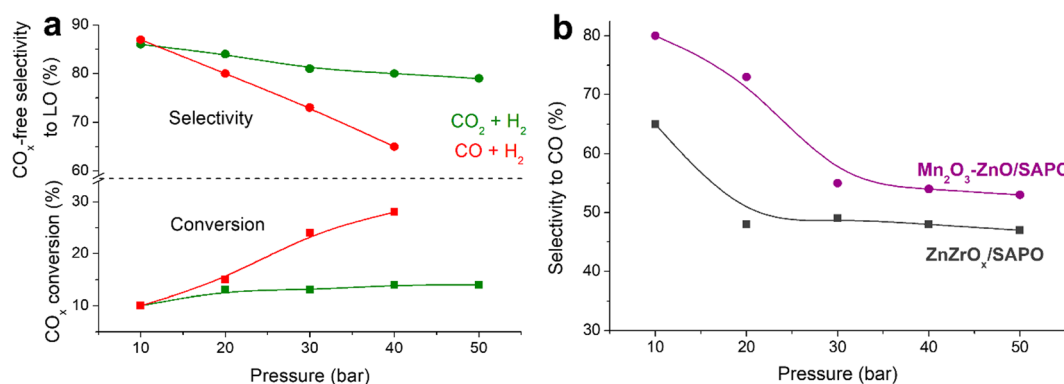 a
COₓ-free selectivity
to LO (%)
90
80
70
60
Selectivity
CO₂ + H₂
CO + H₂
COₓ conversion (%)
30
20
10
Conversion
10 20 30 40 50
Pressure (bar)
b
Selectivity to CO (%)
80
70
60
50
40
30
Mn₂O₃-ZnO/SAPO
ZnZrOₓ/SAPO
10 20 30 40 50
Pressure (bar)